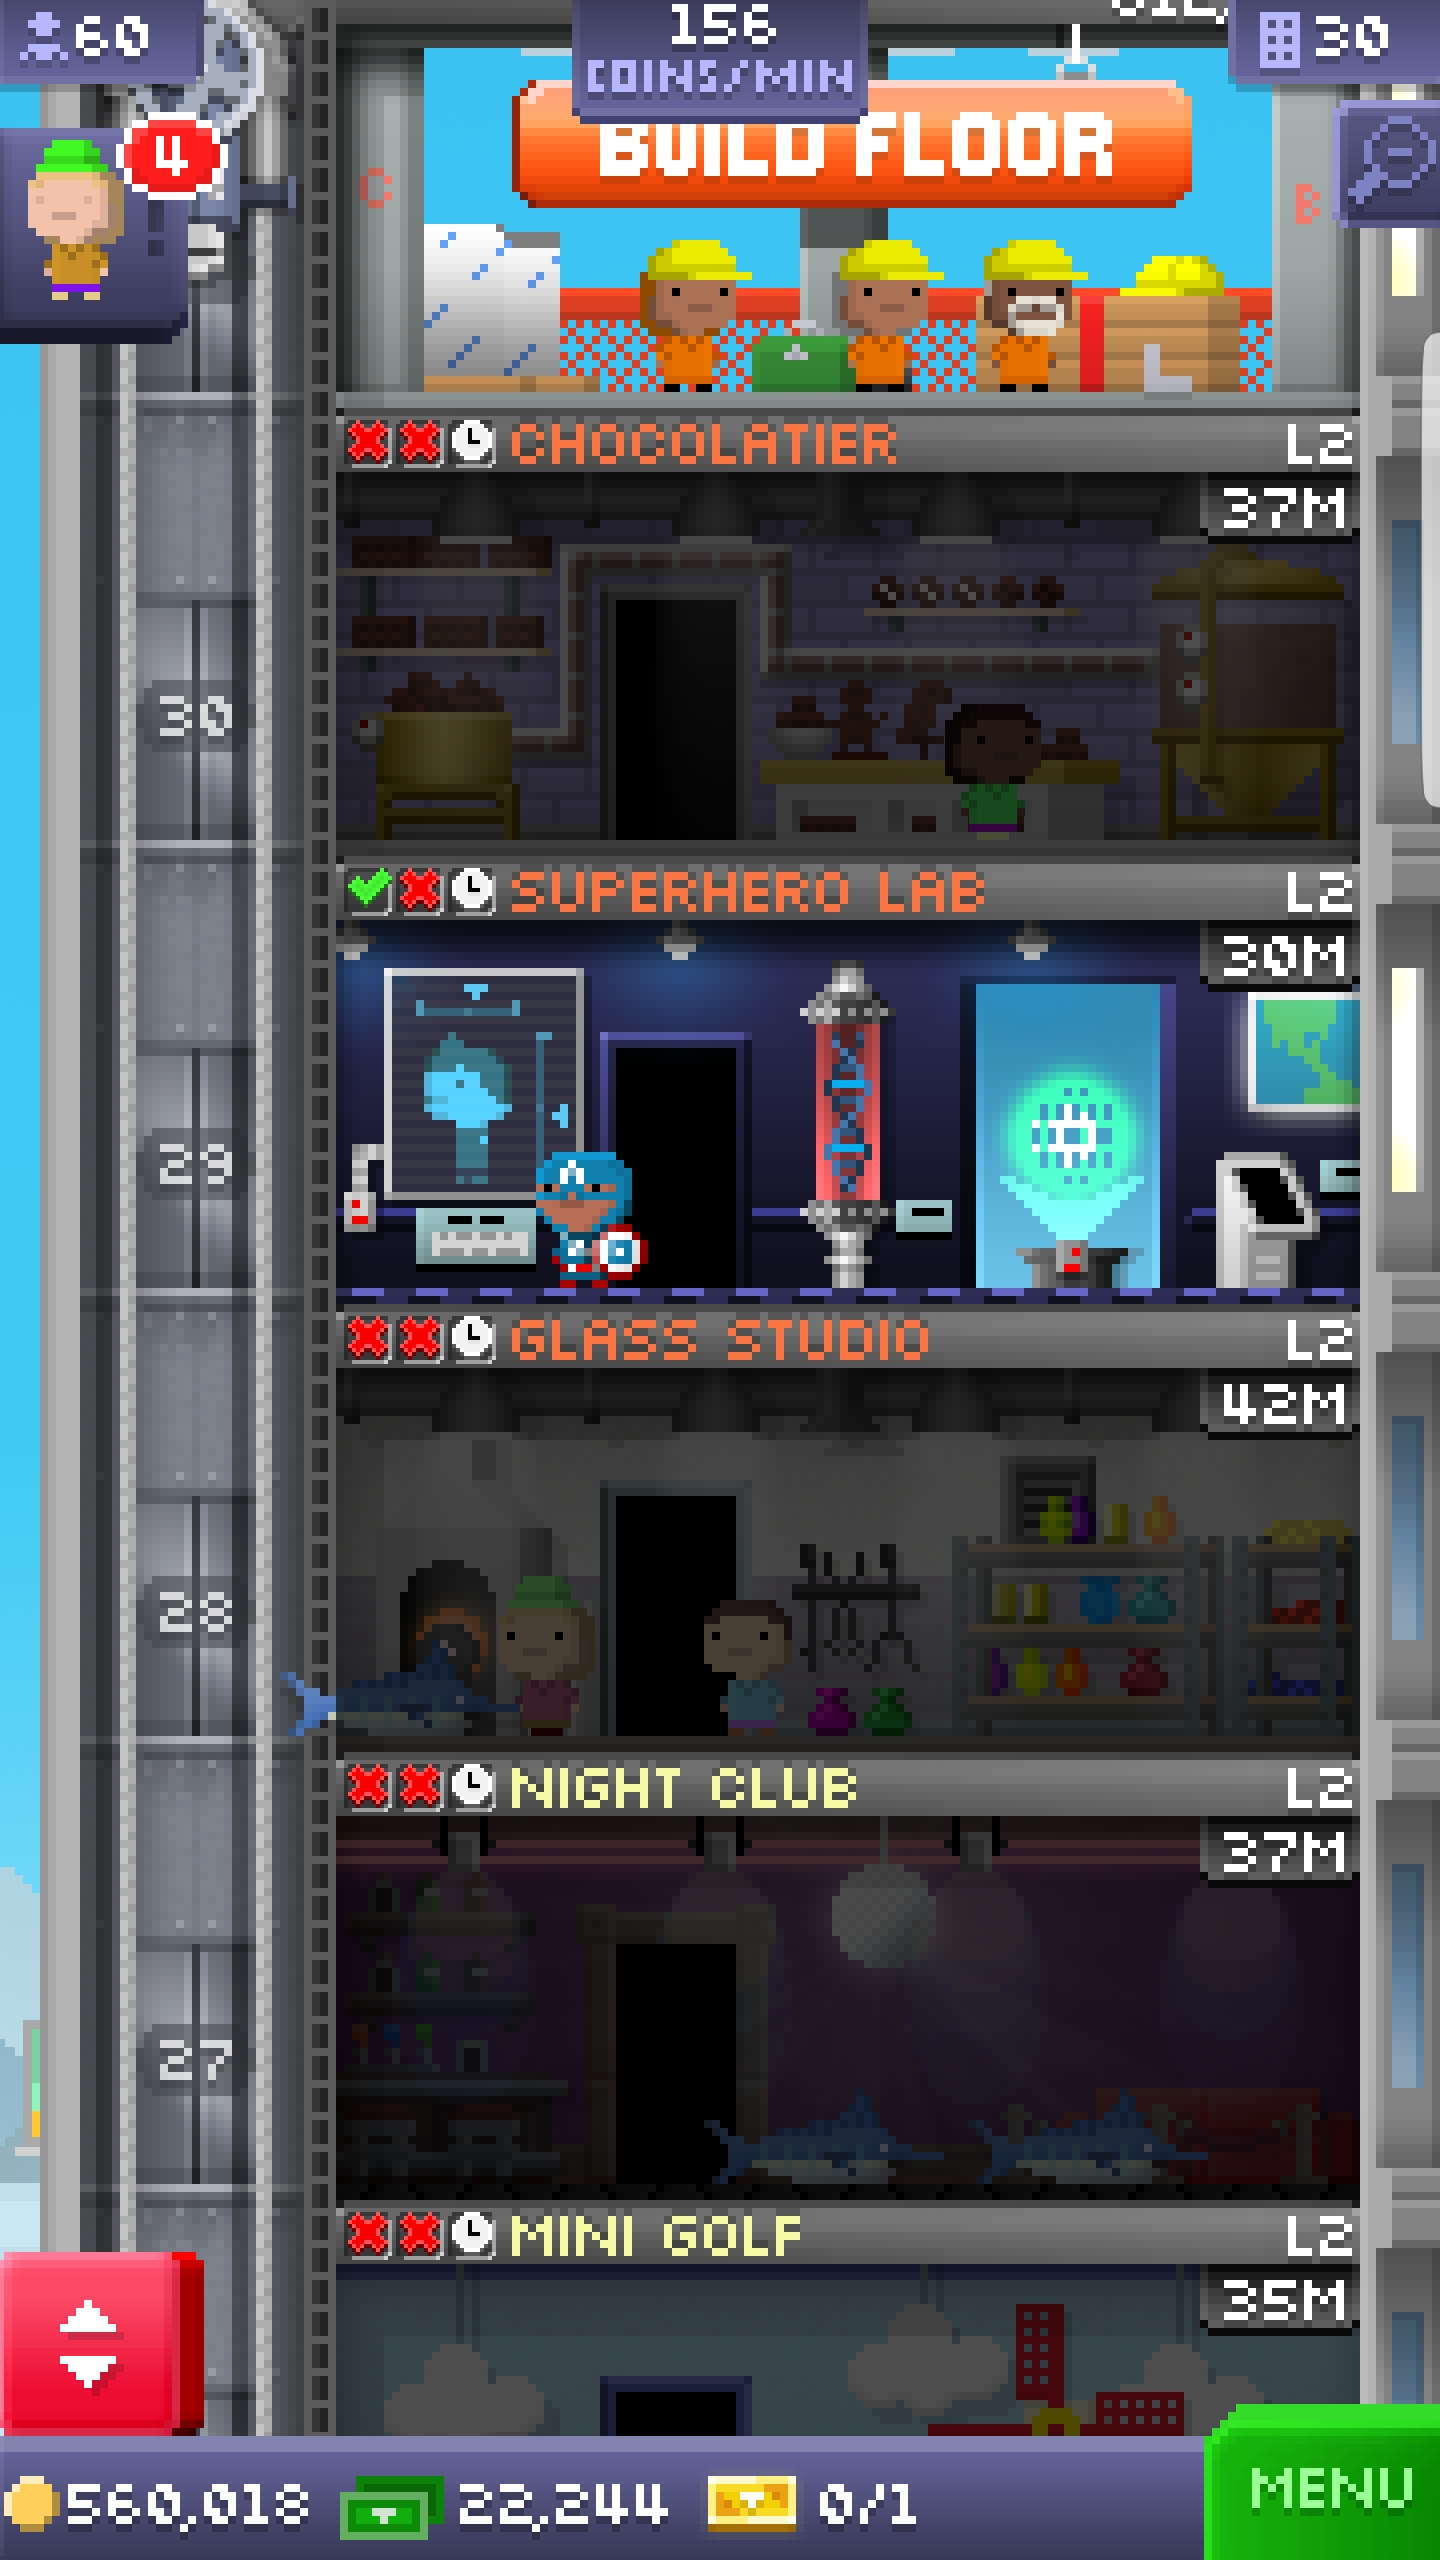 60
156
COINS/MIN
30
4
BUILD FLOOR
C
B
CHOCOLATIER L2
37M
30
SUPERHERO LAB L2
30M
29
GLASS STUDIO L2
42M
28
NIGHT CLUB L2
37M
27
MINI GOLF L2
35M
560,018 22,244 0/1
MENU